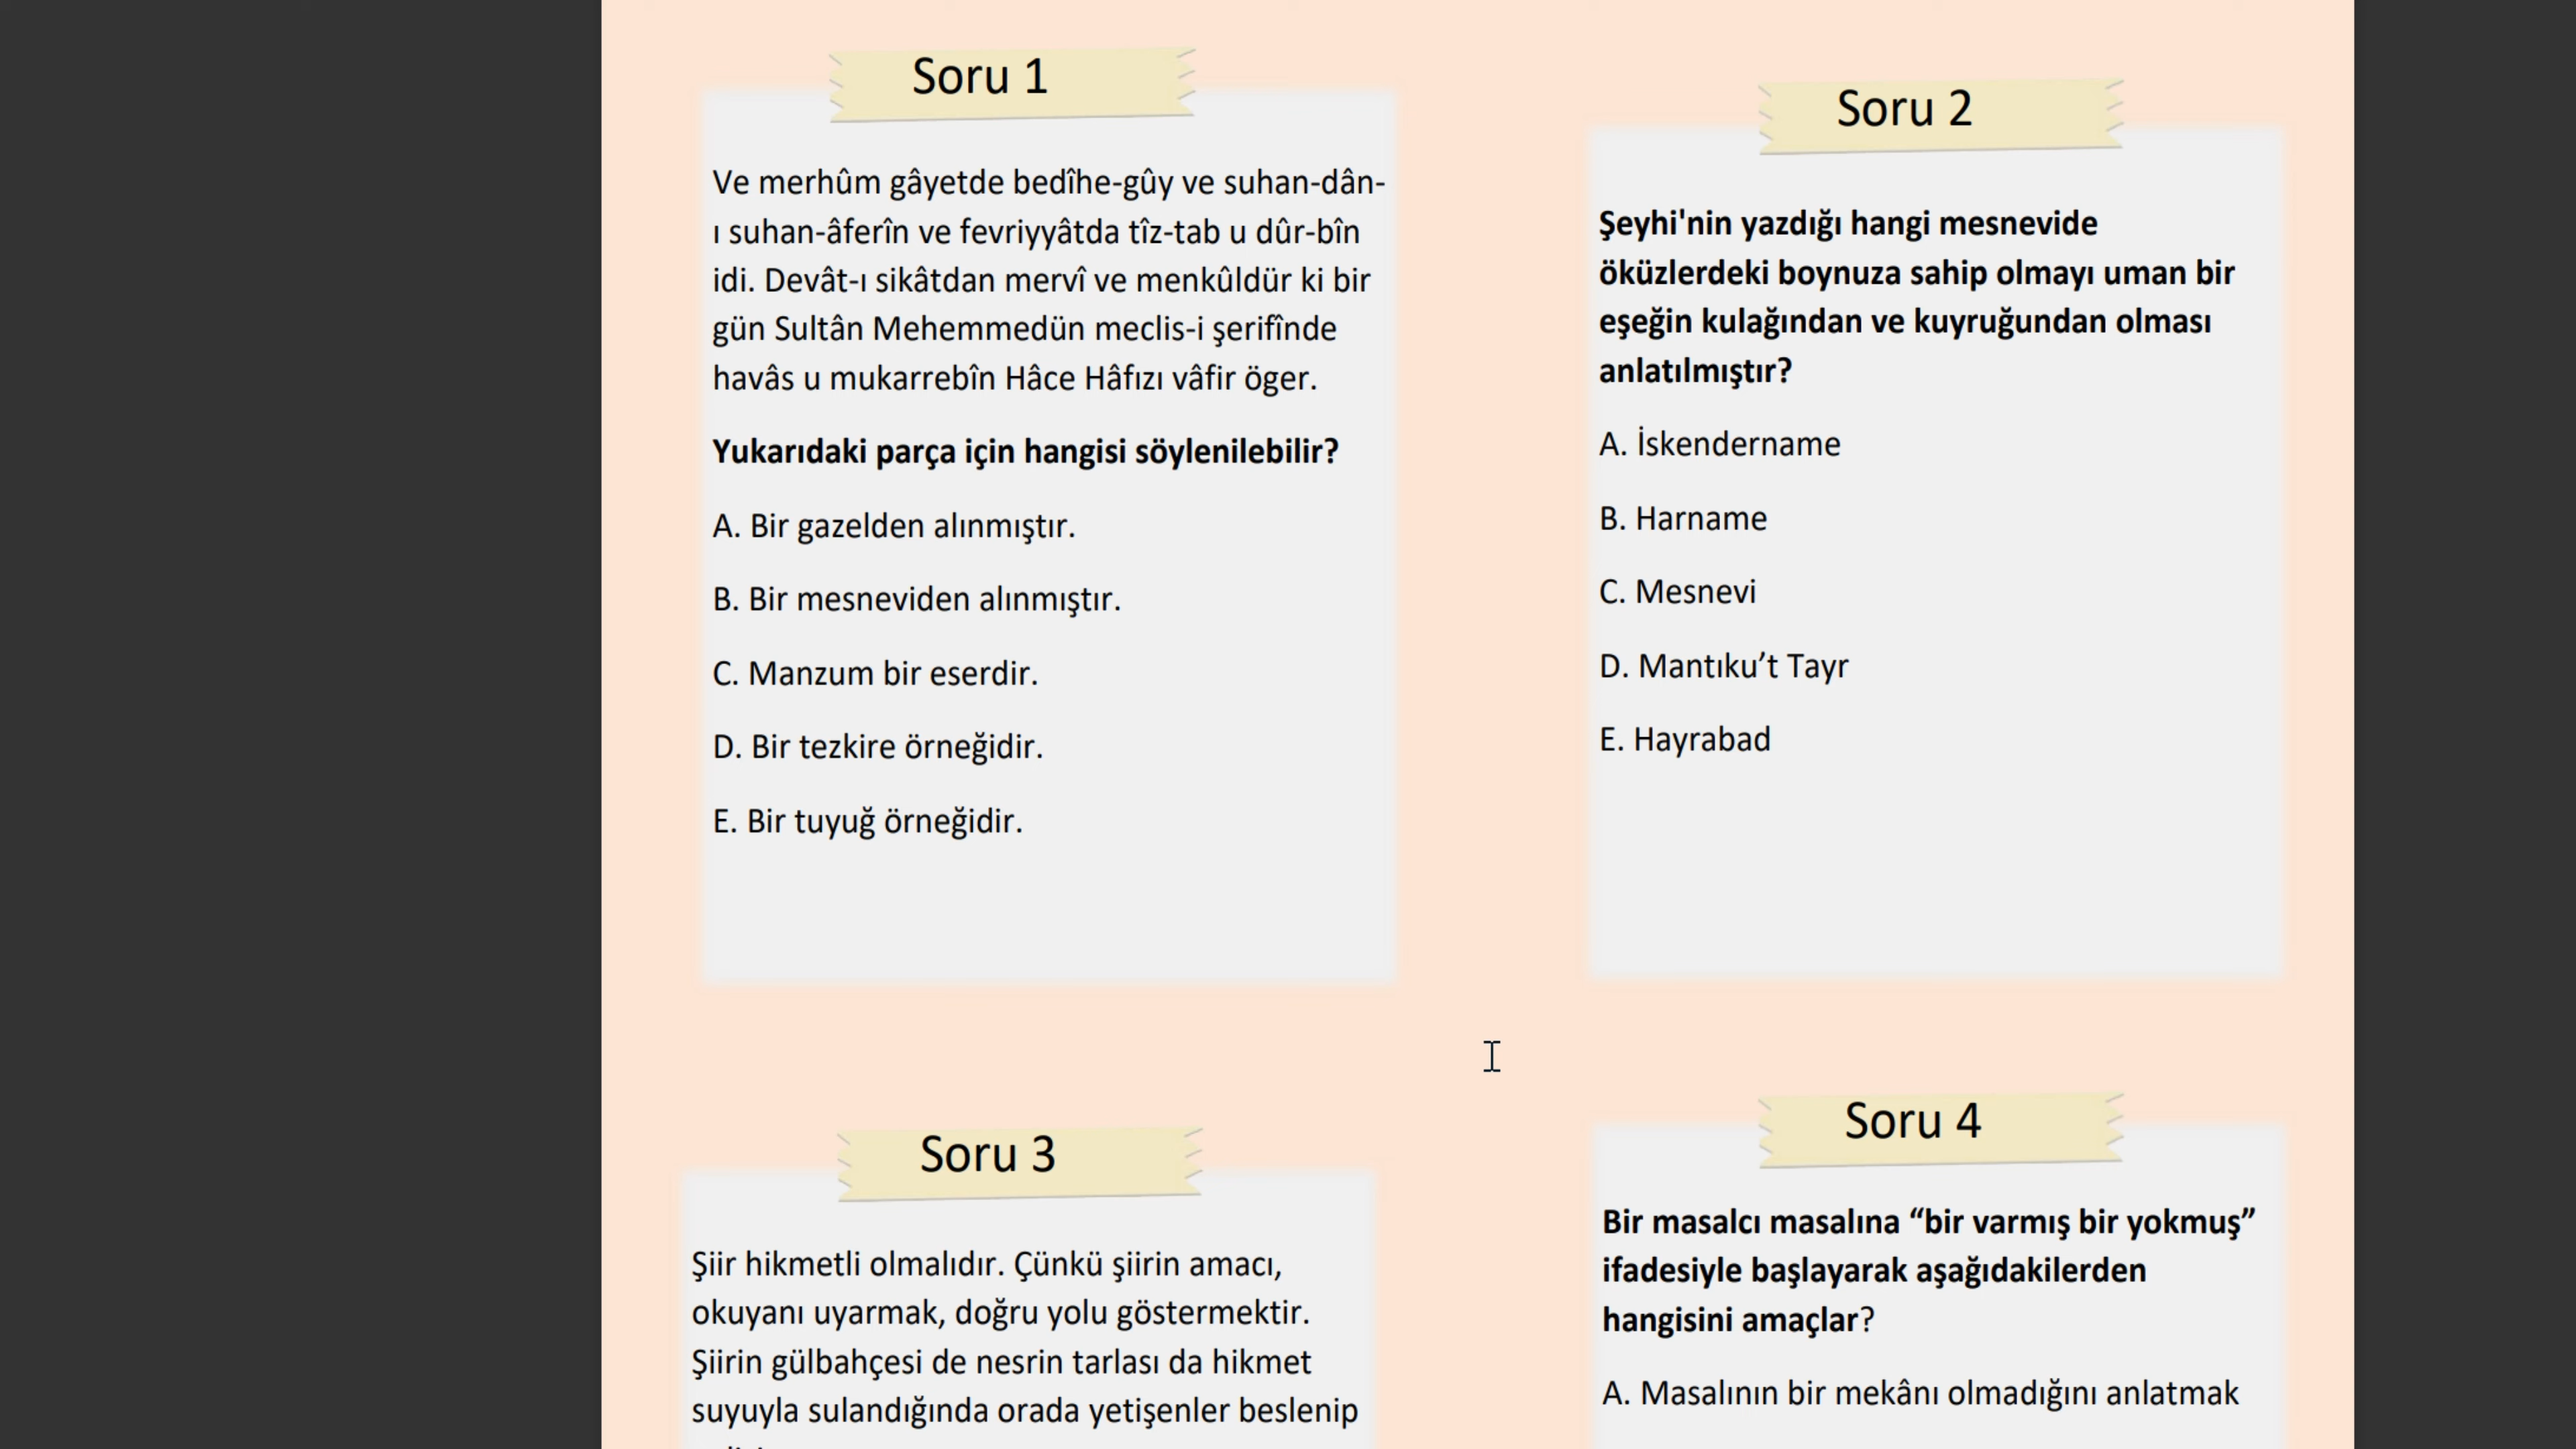 Soru 1
Ve merhûm gâyetde bedîhe-gûy ve suhan-dân-
ı suhan-âferîn ve fevriyyâtda tîz-tab u dûr-bîn
idi. Devât-ı sikâtdan mervî ve menkûldür ki bir
gün Sultân Mehemmedün meclis-i şerifînde
havâs u mukarrebîn Hâce Hâfızı vâfir öger.
Yukarıdaki parça için hangisi söylenilebilir?
A. Bir gazelden alınmıştır.
B. Bir mesneviden alınmıştır.
C. Manzum bir eserdir.
D. Bir tezkire örneğidir.
E. Bir tuyuğ örneğidir.
Soru 2
Şeyhi'nin yazdığı hangi mesnevide
öküzlerdeki boynuza sahip olmayı uman bir
eşeğin kulağından ve kuyruğundan olması
anlatılmıştır?
A. İskendername
B. Harname
C. Mesnevi
D. Mantıku’t Tayr
E. Hayrabad
Soru 3
Şiir hikmetli olmalıdır. Çünkü şiirin amacı,
okuyanı uyarmak, doğru yolu göstermektir.
Şiirin gülbahçesi de nesrin tarlası da hikmet
suyuyla sulandığında orada yetişenler beslenip
Soru 4
Bir masalcı masalına “bir varmış bir yokmuş”
ifadesiyle başlayarak aşağıdakilerden
hangisini amaçlar?
A. Masalının bir mekânı olmadığını anlatmak